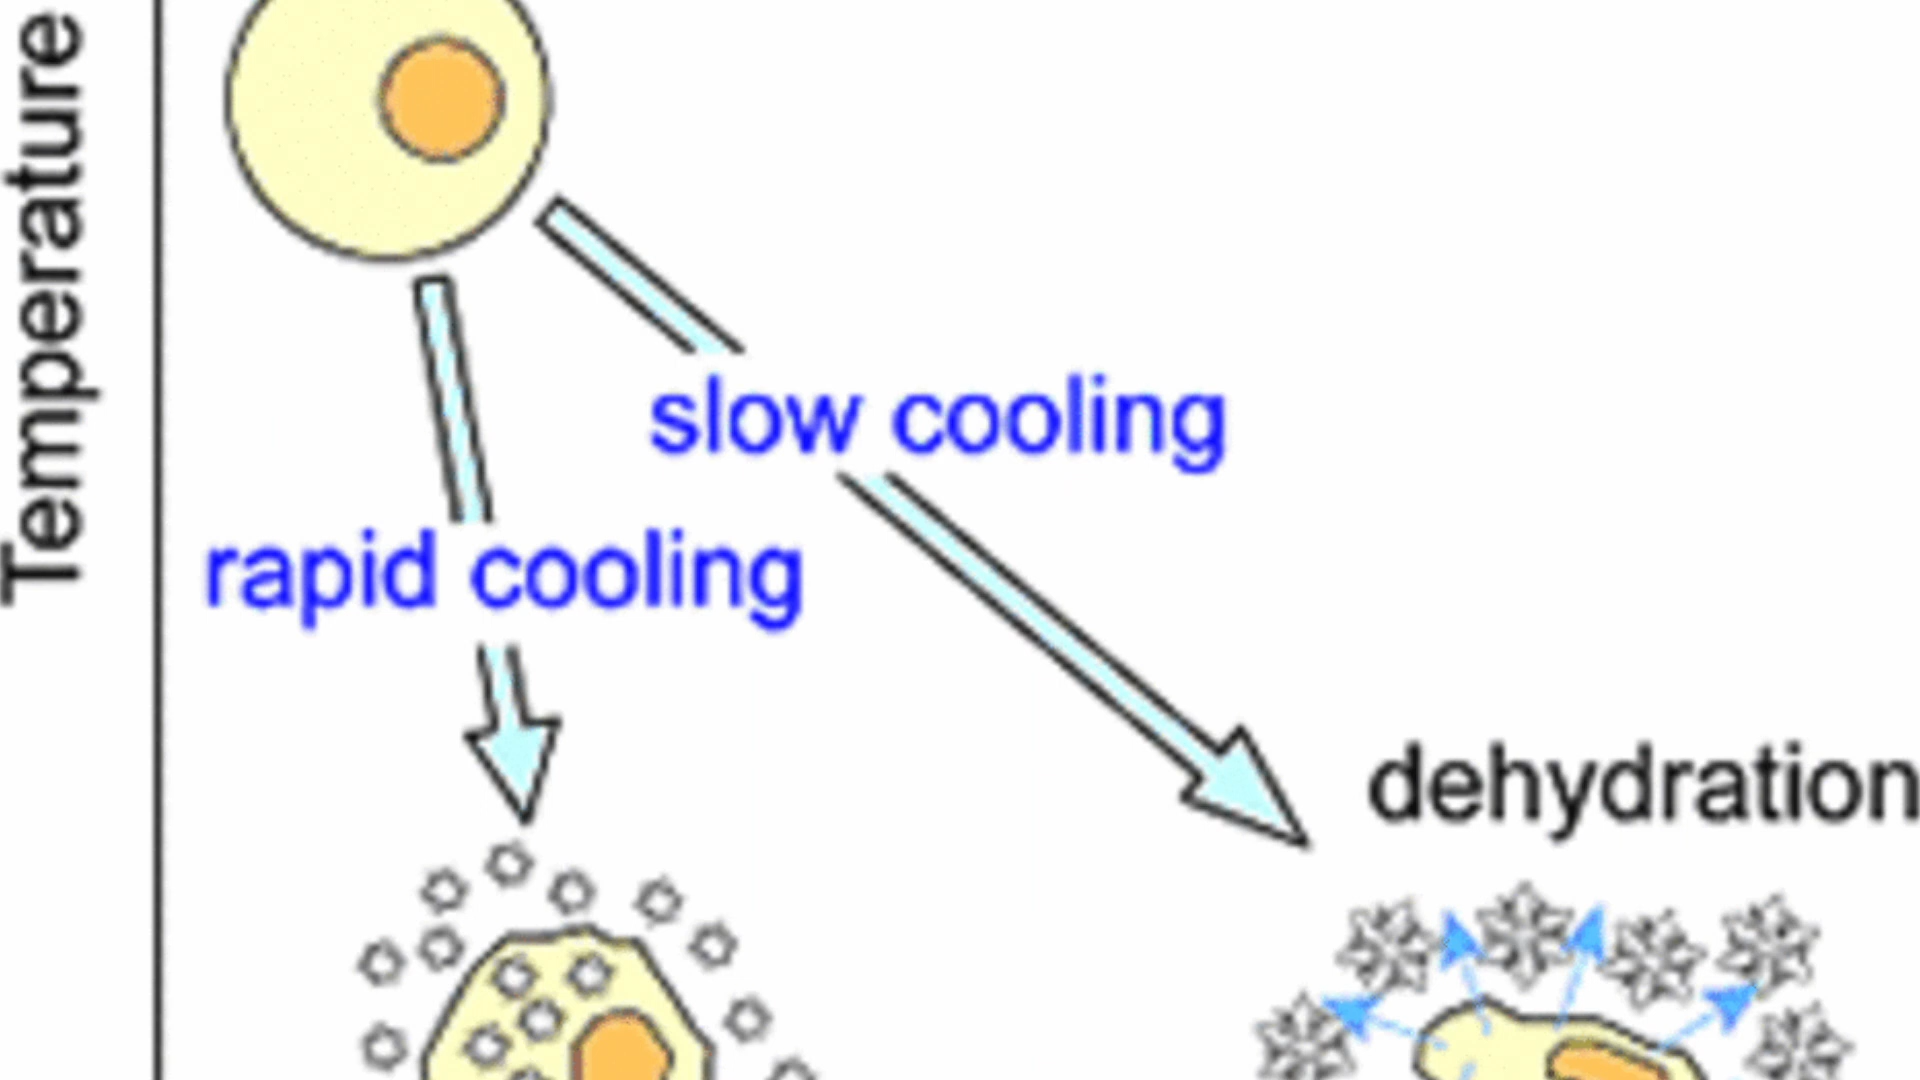 Temperature
slow cooling
rapid cooling
dehydration